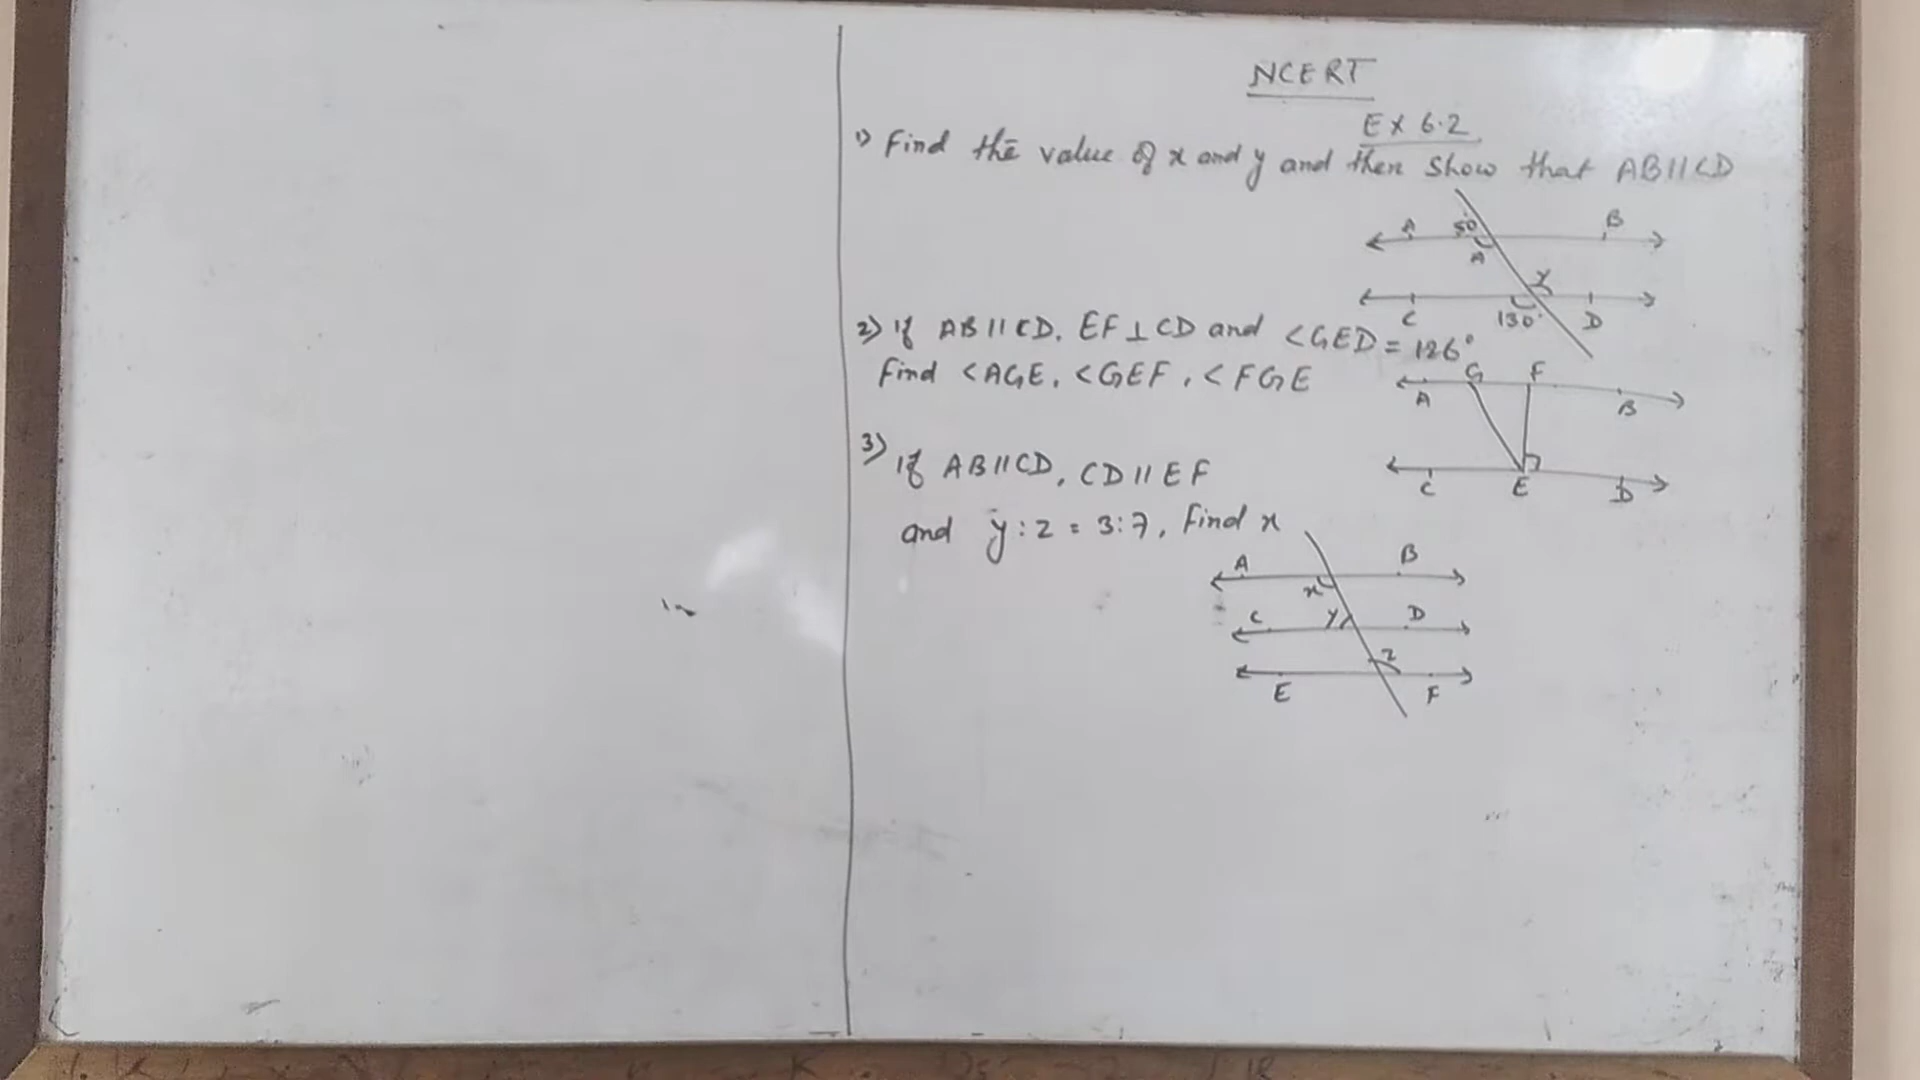 NCERT
EX 6.2
1) Find the value of x and y and then show that AB||CD
A 50 B
A
y
C 130° D
2) if AB||CD, EF⊥CD and <GED = 126°
Find <AGE, <GEF, <FGE
G F
A B
C E D
3) if AB||CD, CD||EF
and y:z = 3:7, Find x
A B
x
C y D
z
E F